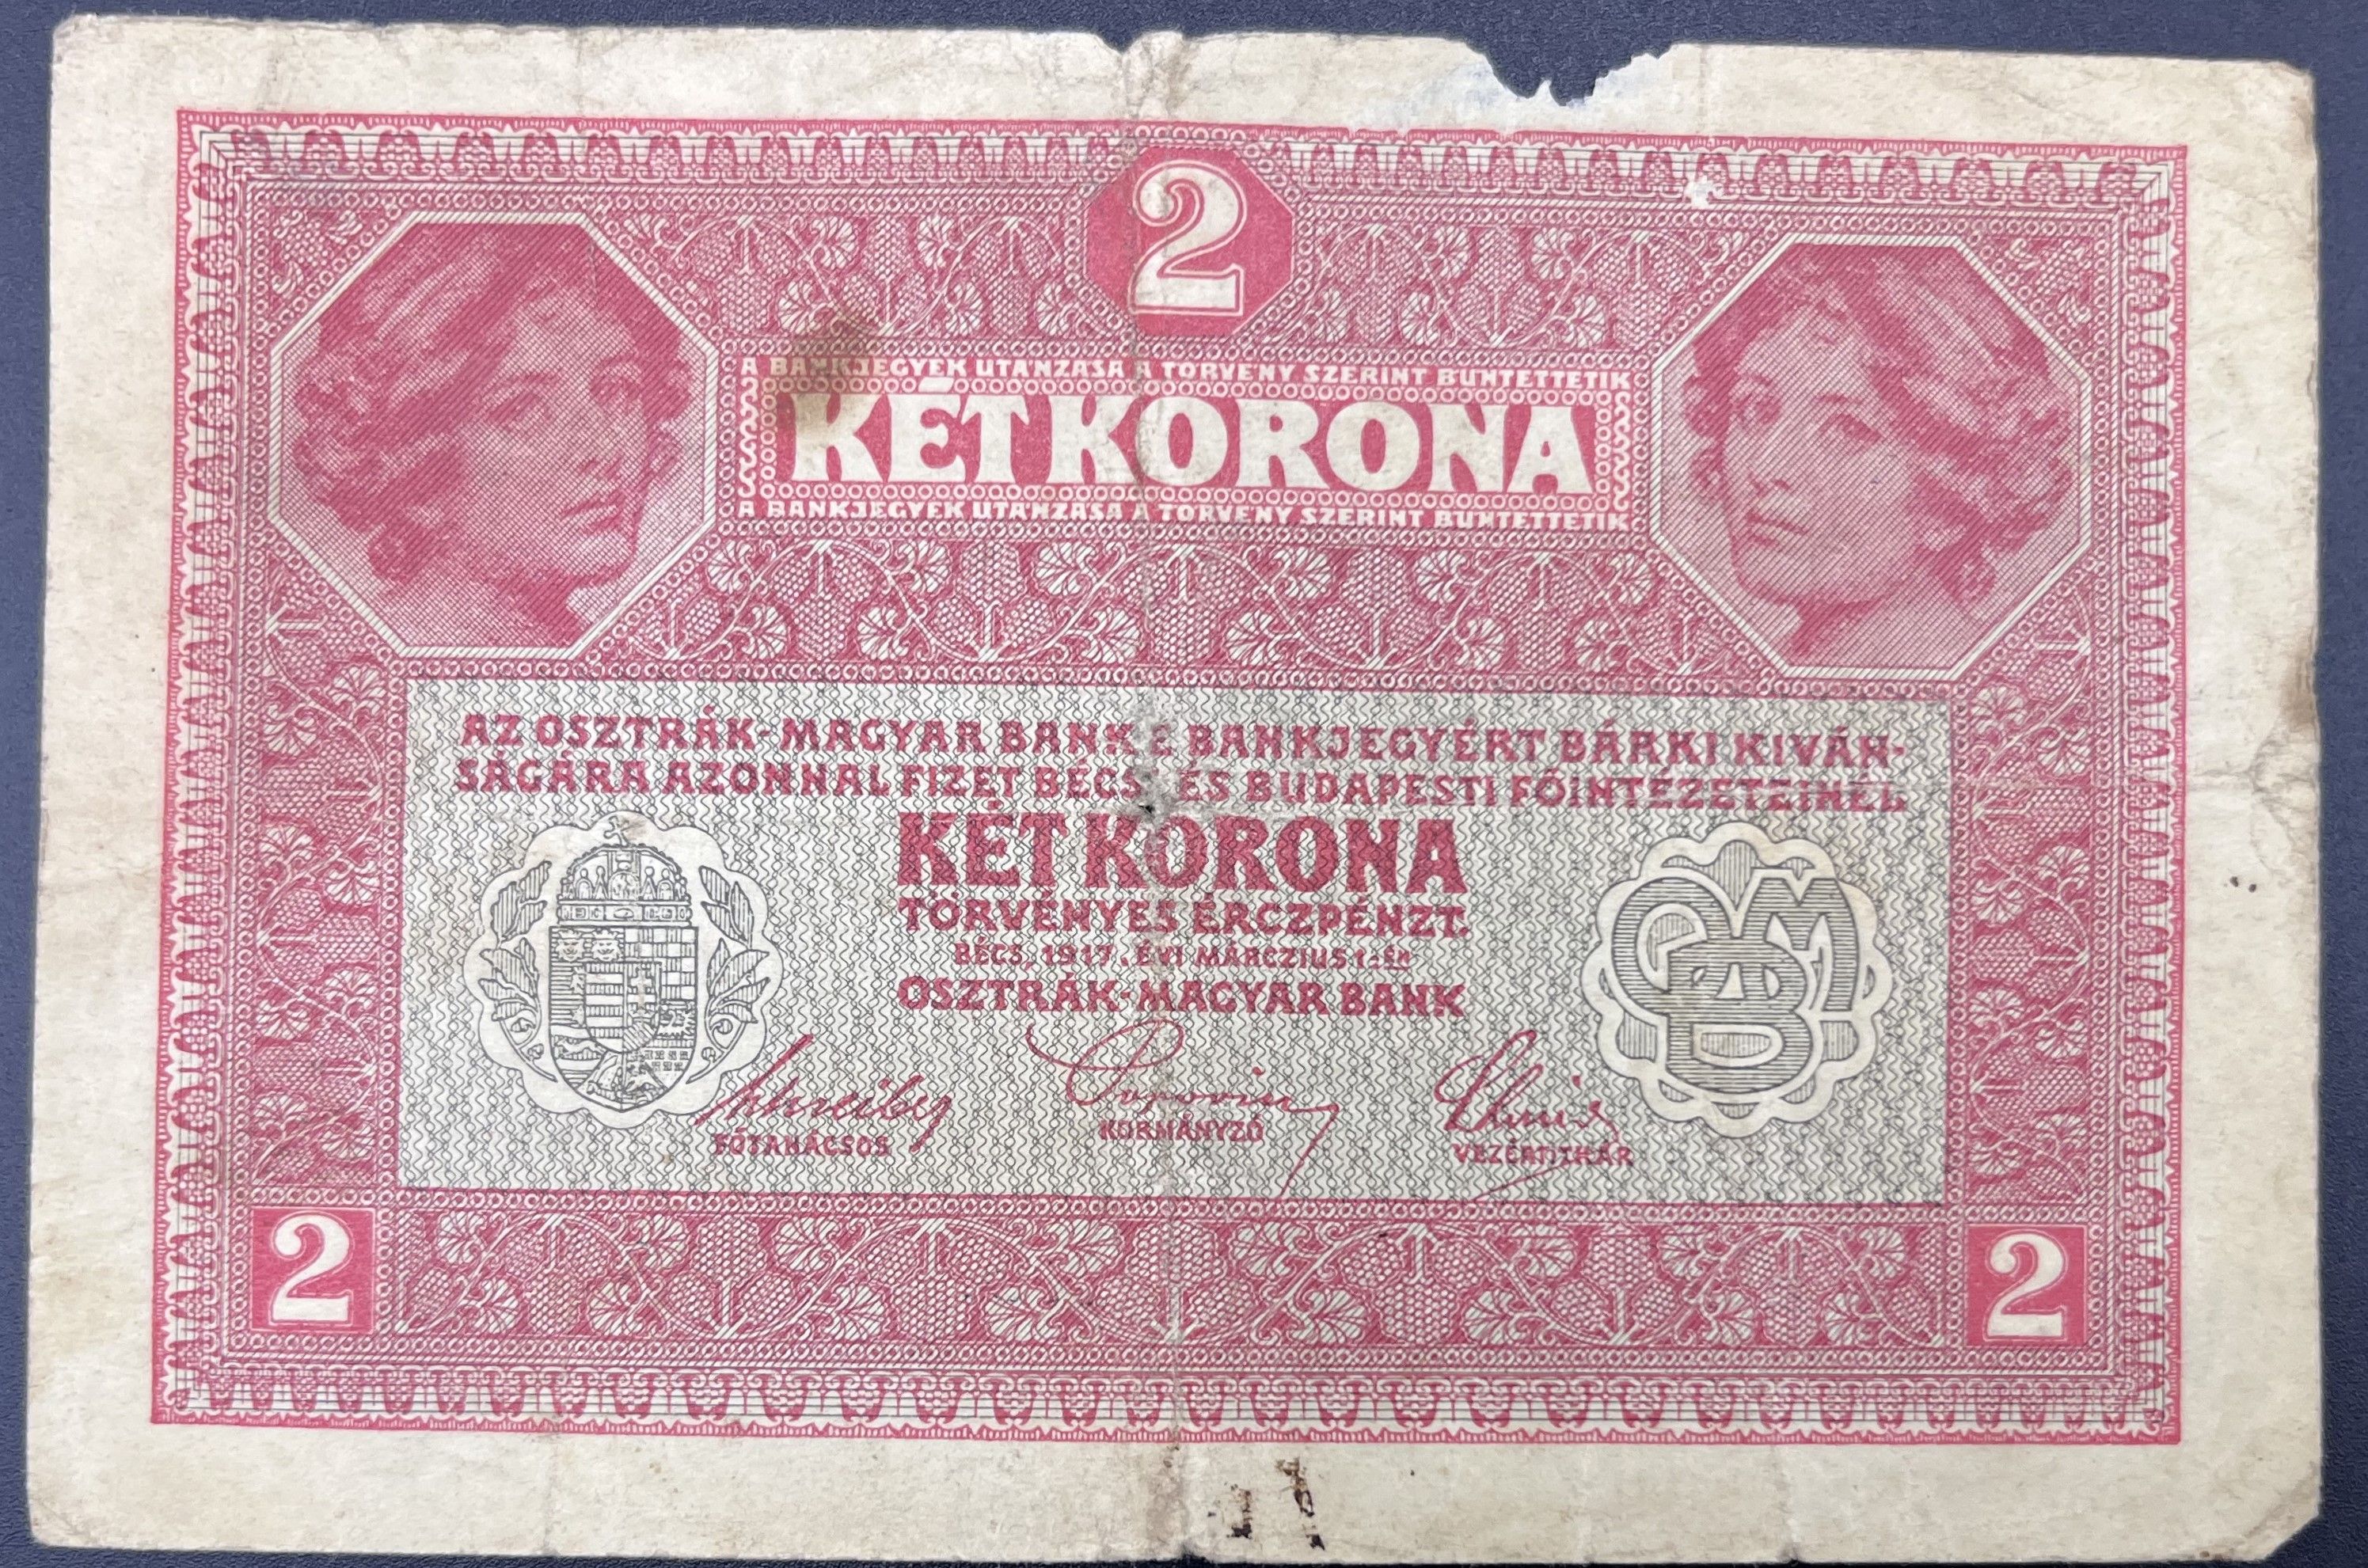 2
A BANKJEGYEK UTÁNZÁSA A TÖRVÉNY SZERINT BÜNTETTETIK
KÉT KORONA
A BANKJEGYEK UTÁNZÁSA A TÖRVÉNY SZERINT BÜNTETTETIK
AZ OSZTRÁK-MAGYAR BANK E BANKJEGYÉRT BÁRKI KIVÁN-
SÁGÁRA AZONNAL FIZET BÉCSI ÉS BUDAPESTI FŐINTÉZETEINÉL
KÉT KORONA
TÖRVÉNYES ÉRCZPÉNZT.
BÉCS, 1917. ÉVI MÁRCZIUS 1-ÉN
OSZTRÁK-MAGYAR BANK
OMB
FŐTANÁCSOS KORMÁNYZÓ VEZÉRTITKÁR
2 2